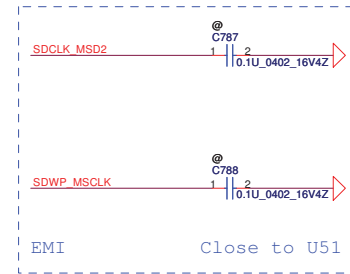 @
C787
SDCLK_MSD2
1 2
0.1U_0402_16V4Z
@
C788
SDWP_MSCLK
1 2
0.1U_0402_16V4Z
EMI Close to U51